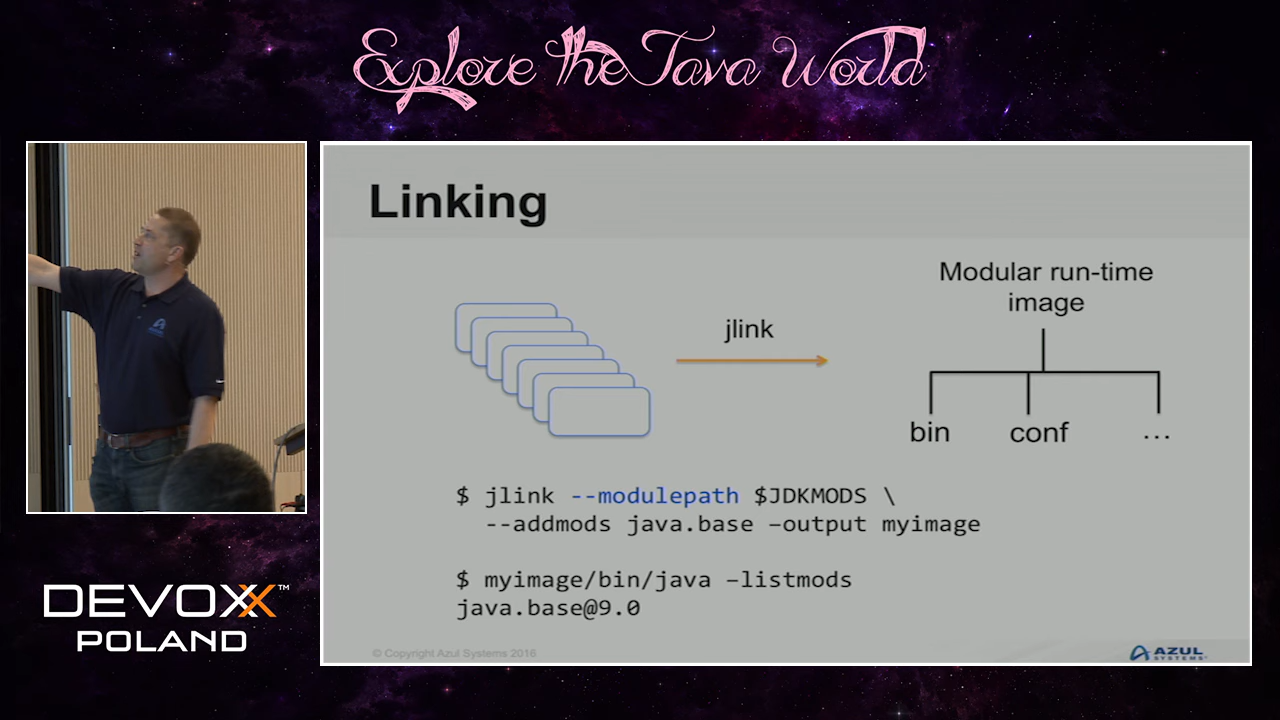 Explore the Java World
Linking
Modular run-time
image
jlink
bin conf ...
$ jlink --modulepath $JDKMODS \
--addmods java.base –output myimage
$ myimage/bin/java –listmods
java.base@9.0
© Copyright Azul Systems 2016
AZUL
SYSTEMS
DEVOXX™
POLAND